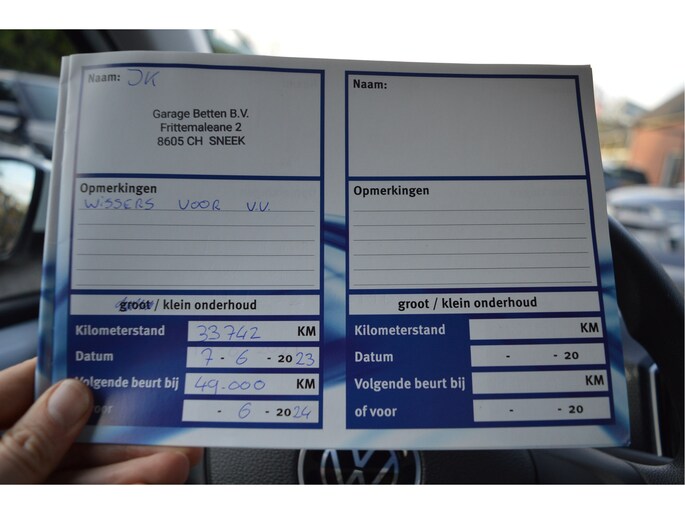 Naam: JK
Garage Betten B.V.
Frittemaleane 2
8605 CH SNEEK
Opmerkingen
WISSERS VOOR V.V.
groot / klein onderhoud
Kilometerstand 33742 KM
Datum 7 - 6 - 2023
Volgende beurt bij 49.000 KM
of voor - 6 - 2024
Naam:
Opmerkingen
groot / klein onderhoud
Kilometerstand KM
Datum - - 20
Volgende beurt bij KM
of voor - - 20